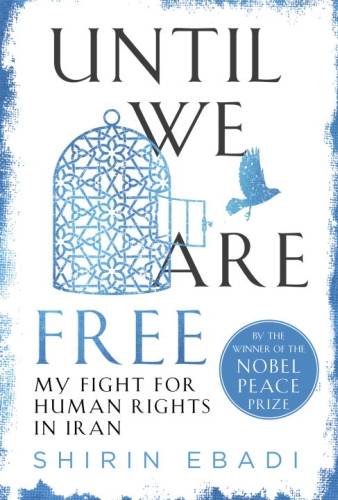 UNTIL
WE
ARE
FREE
MY FIGHT FOR
HUMAN RIGHTS
IN IRAN
BY THE
WINNER OF THE
NOBEL
PEACE
PRIZE
SHIRIN EBADI